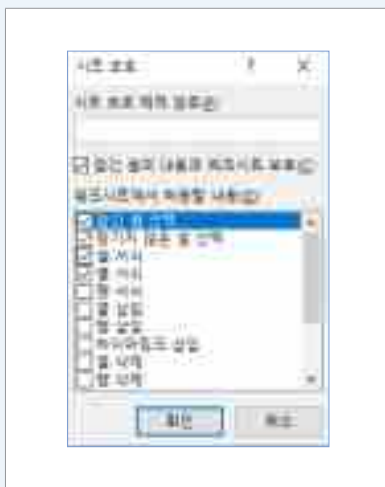 시트 보호 ? ×
시트 보호 해제 암호(P):
잠긴 셀의 내용과 워크시트 보호(C)
워크시트에서 허용할 내용(O):
잠긴 셀 선택
잠기지 않은 셀 선택
셀 서식
열 서식
행 서식
열 삽입
행 삽입
하이퍼링크 삽입
열 삭제
행 삭제
확인 취소